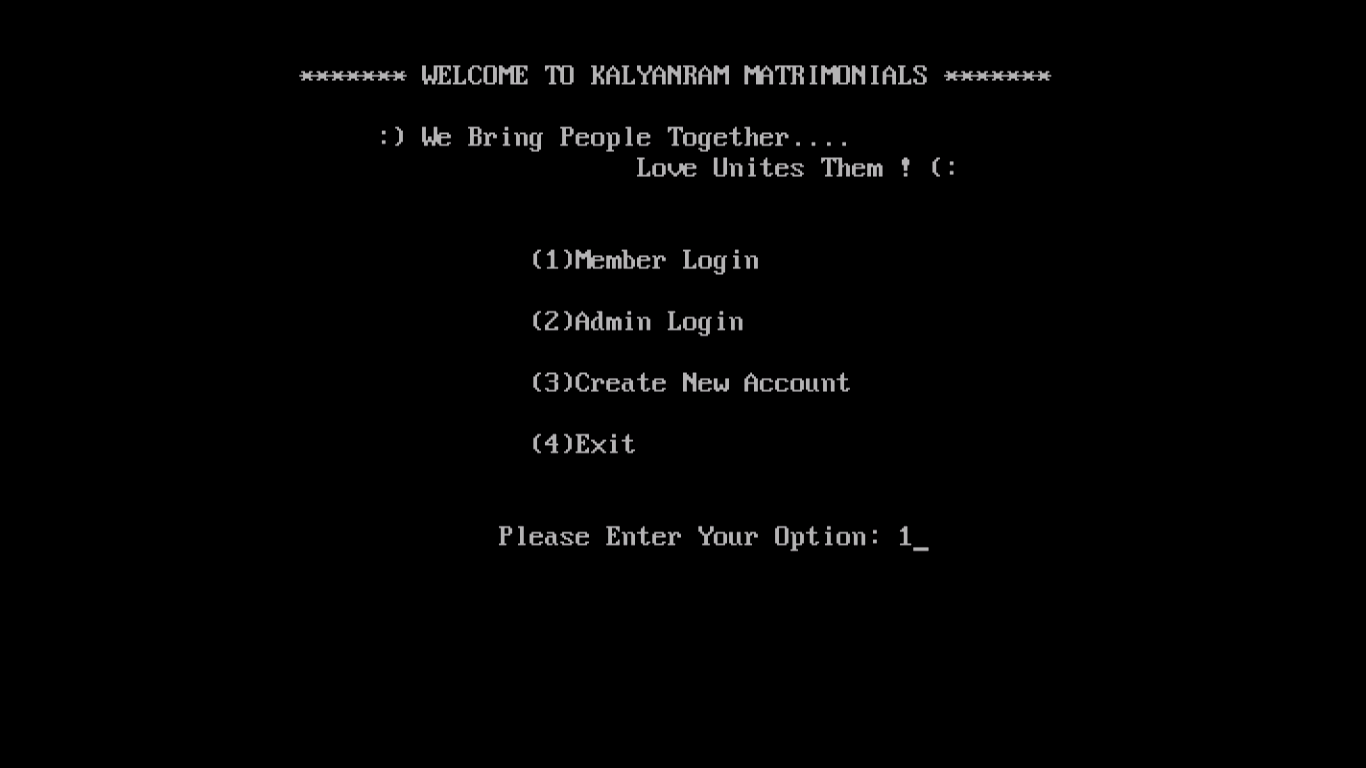 ******* WELCOME TO KALYANRAM MATRIMONIALS *******
:) We Bring People Together....
Love Unites Them ! (:
(1)Member Login
(2)Admin Login
(3)Create New Account
(4)Exit
Please Enter Your Option: 1_